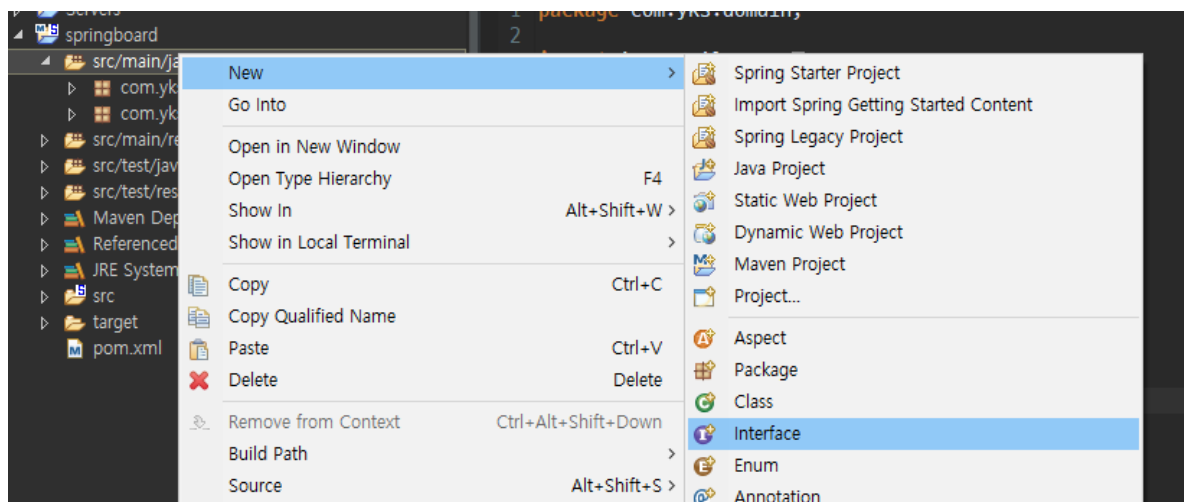 Servers
springboard
src/main/ja
com.yk
com.yk
src/main/re
src/test/jav
src/test/res
Maven Dep
Referenced
JRE System
src
target
pom.xml
1 package com.yks.domain;
2
New
Go Into
Open in New Window
Open Type Hierarchy F4
Show In Alt+Shift+W >
Show in Local Terminal
Copy Ctrl+C
Copy Qualified Name
Paste Ctrl+V
Delete Delete
Remove from Context Ctrl+Alt+Shift+Down
Build Path
Source Alt+Shift+S >
Spring Starter Project
Import Spring Getting Started Content
Spring Legacy Project
Java Project
Static Web Project
Dynamic Web Project
Maven Project
Project...
Aspect
Package
Class
Interface
Enum
Annotation